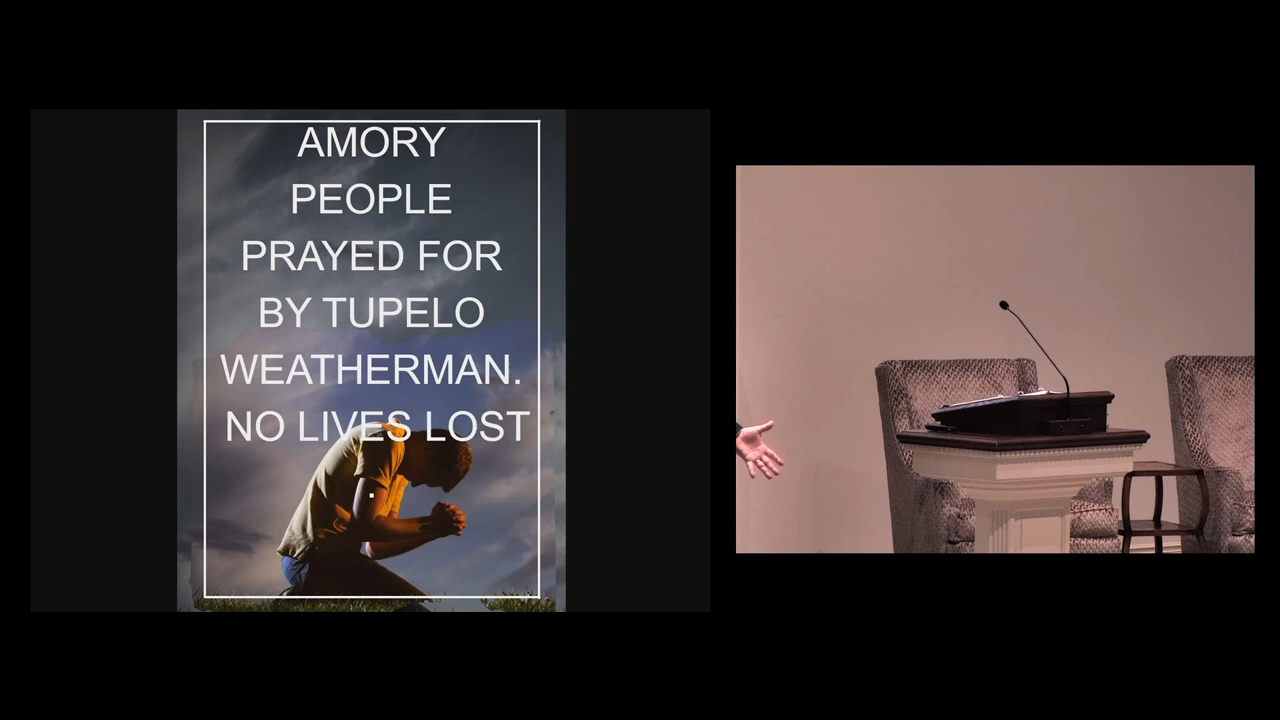 AMORY
PEOPLE
PRAYED FOR
BY TUPELO
WEATHERMAN.
NO LIVES LOST
.